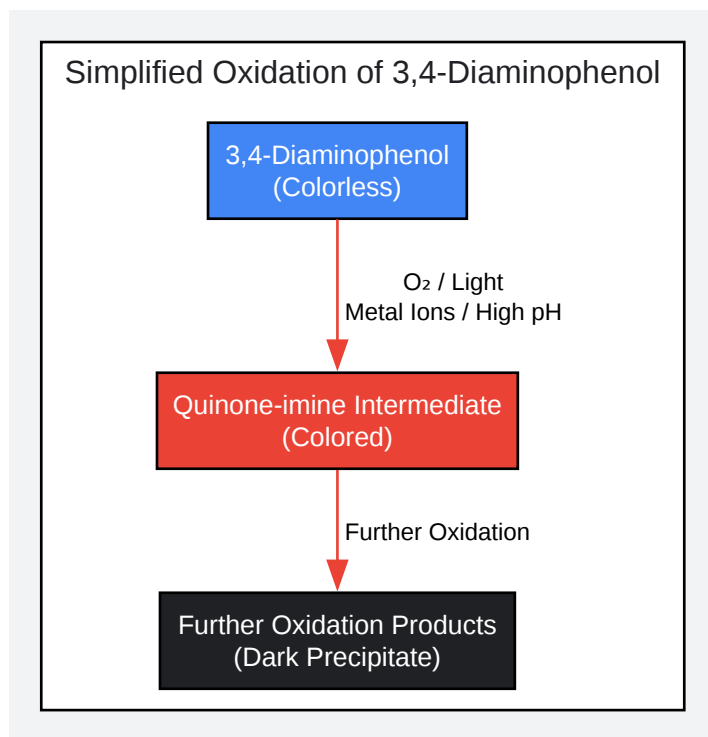 Simplified Oxidation of 3,4-Diaminophenol
3,4-Diaminophenol
(Colorless)
O₂ / Light
Metal Ions / High pH
Quinone-imine Intermediate
(Colored)
Further Oxidation
Further Oxidation Products
(Dark Precipitate)